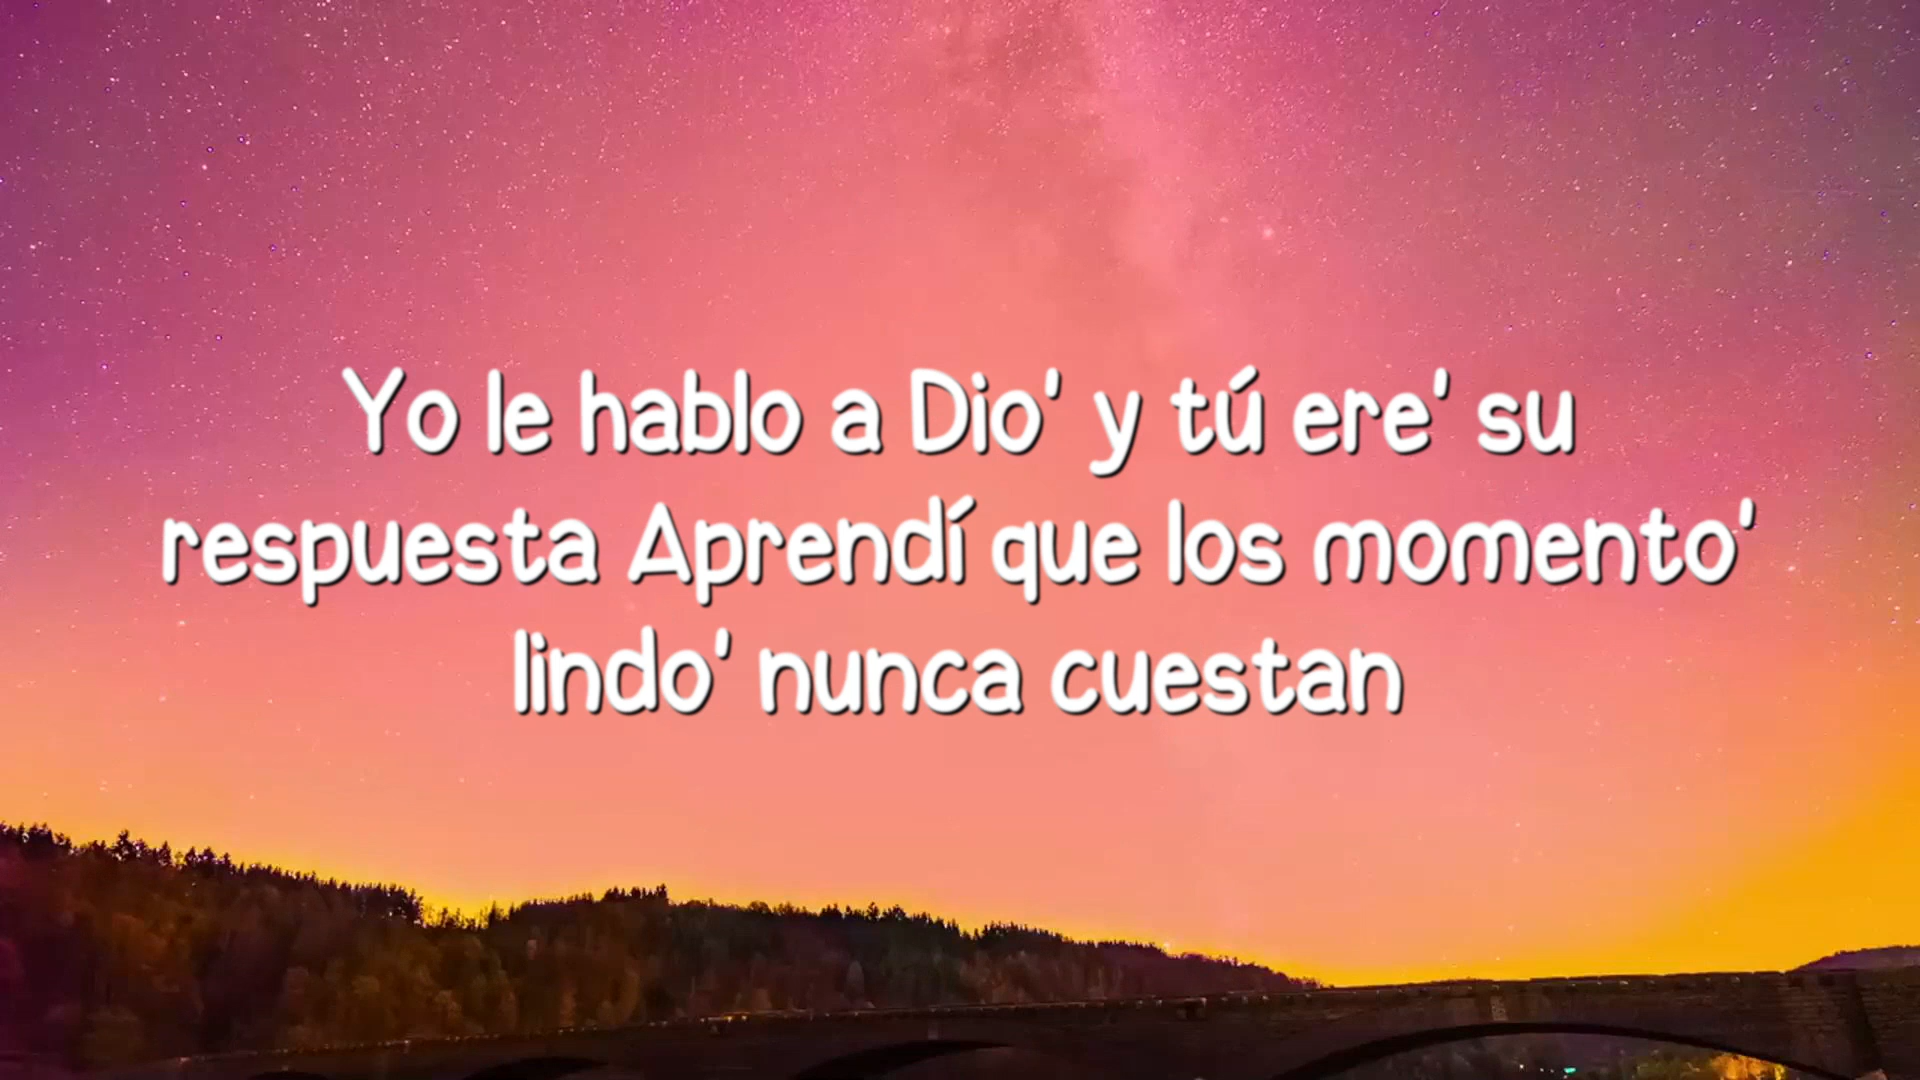 Yo le hablo a Dio' y tú ere' su
respuesta Aprendí que los momento'
lindo' nunca cuestan